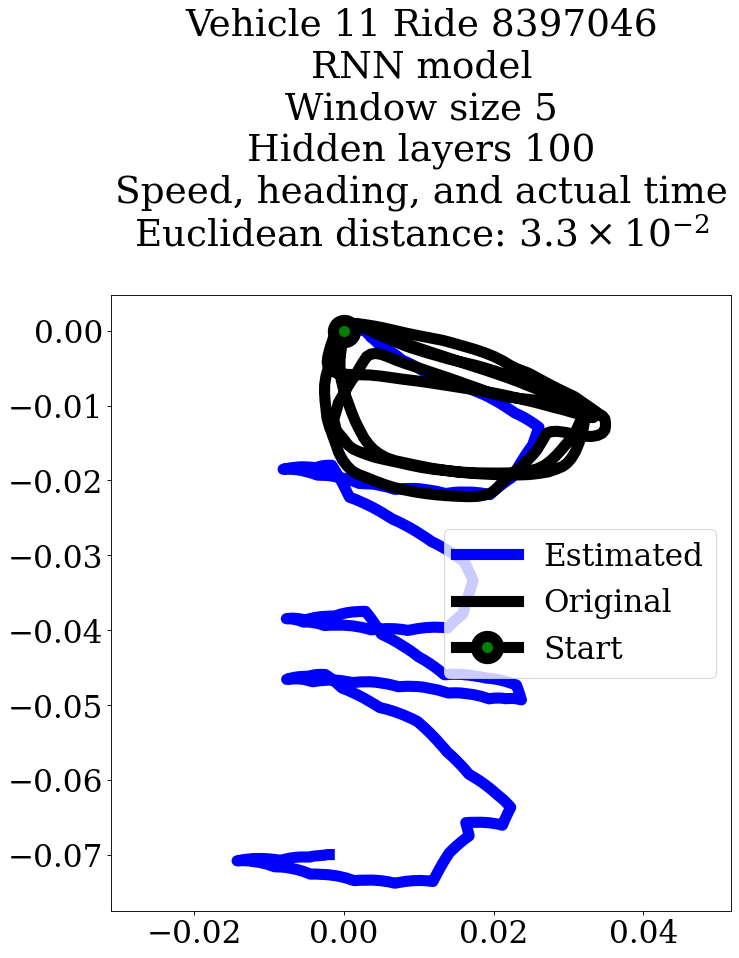 Vehicle 11 Ride 8397046
RNN model
Window size 5
Hidden layers 100
Speed, heading, and actual time
Euclidean distance: 3.3 × 10⁻²
0.00
−0.01
−0.02
−0.03
−0.04
−0.05
−0.06
−0.07
Estimated
Original
Start
−0.02 0.00 0.02 0.04